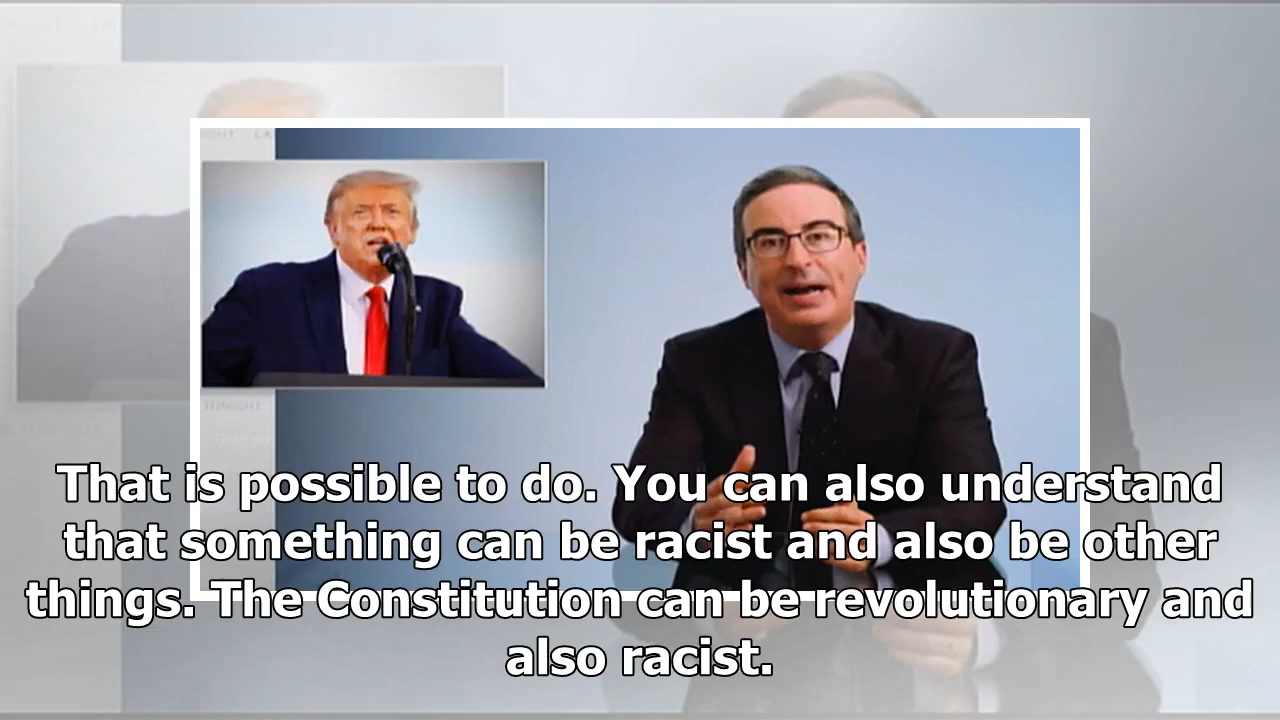 TONIGHT
That is possible to do. You can also understand
that something can be racist and also be other
things. The Constitution can be revolutionary and
also racist.